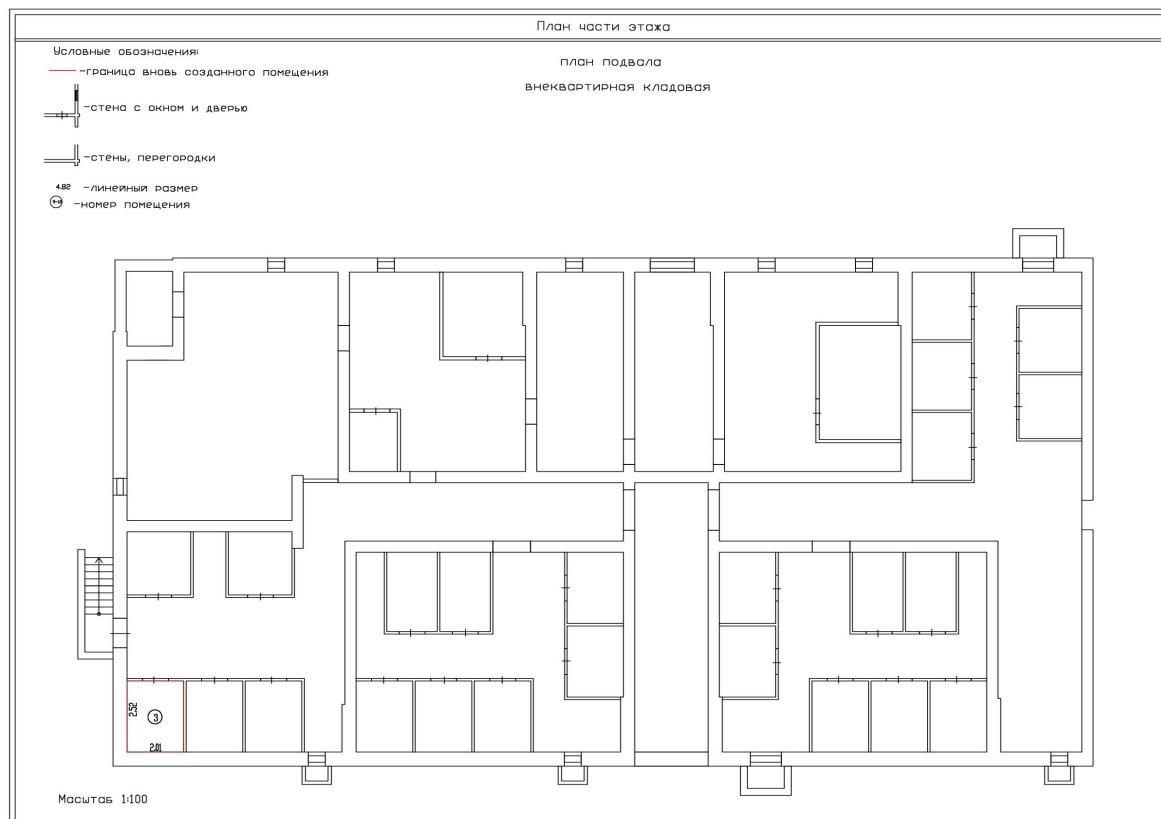 План части этажа
Условные обозначения:
план подвала
-граница вновь созданного помещения
внеквартирная кладовая
-стена с окном и дверью
-стены, перегородки
4.82 -линейный размер
-номер помещения
2.52
3
2.01
Масштаб 1:100